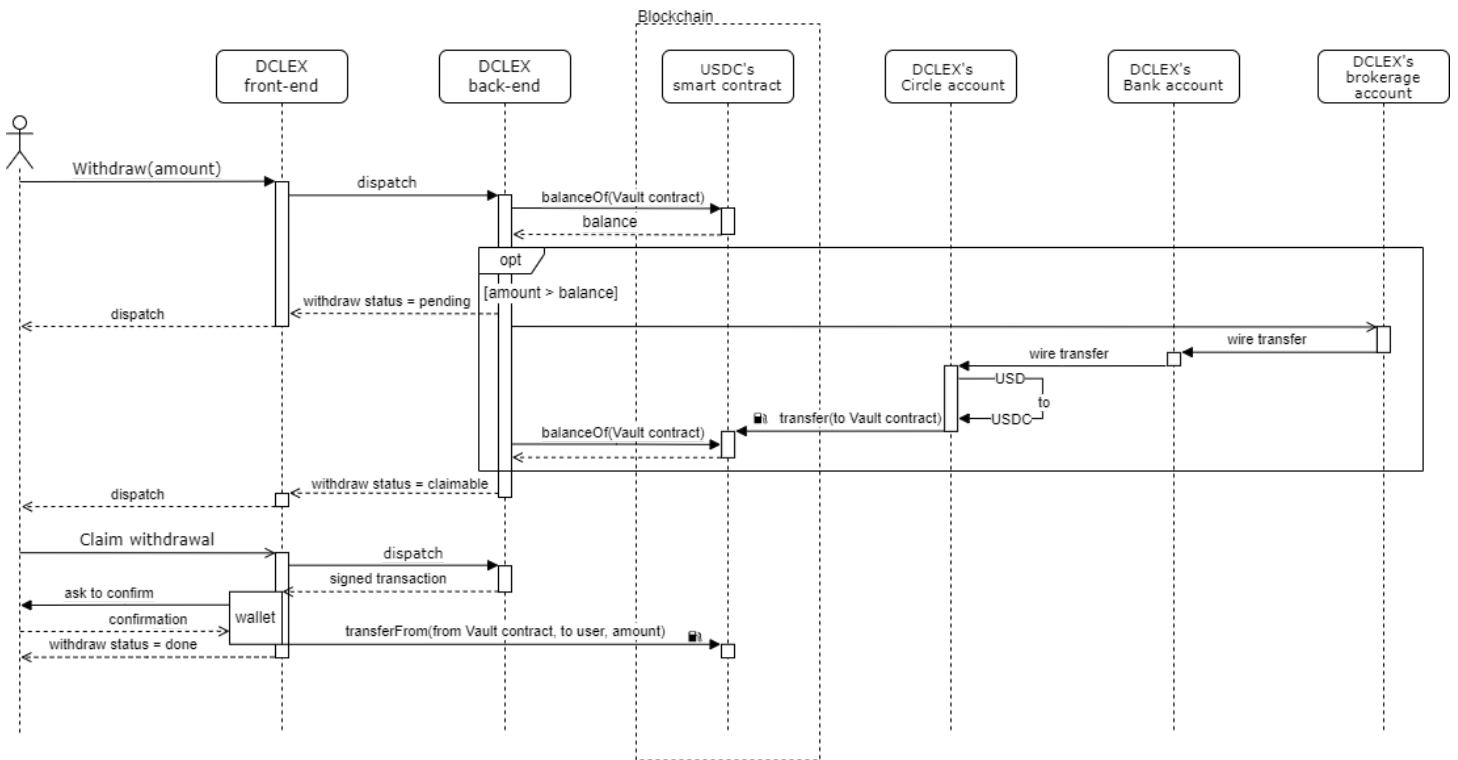 Blockchain
DCLEX
front-end
DCLEX
back-end
USDC's
smart contract
DCLEX's
Circle account
DCLEX's
Bank account
DCLEX's
brokerage
account
Withdraw(amount)
dispatch
balanceOf(Vault contract)
balance
opt
[amount > balance]
withdraw status = pending
dispatch
wire transfer
wire transfer
USD
to
USDC
transfer(to Vault contract)
balanceOf(Vault contract)
withdraw status = claimable
dispatch
Claim withdrawal
dispatch
signed transaction
ask to confirm
wallet
confirmation
transferFrom(from Vault contract, to user, amount)
withdraw status = done